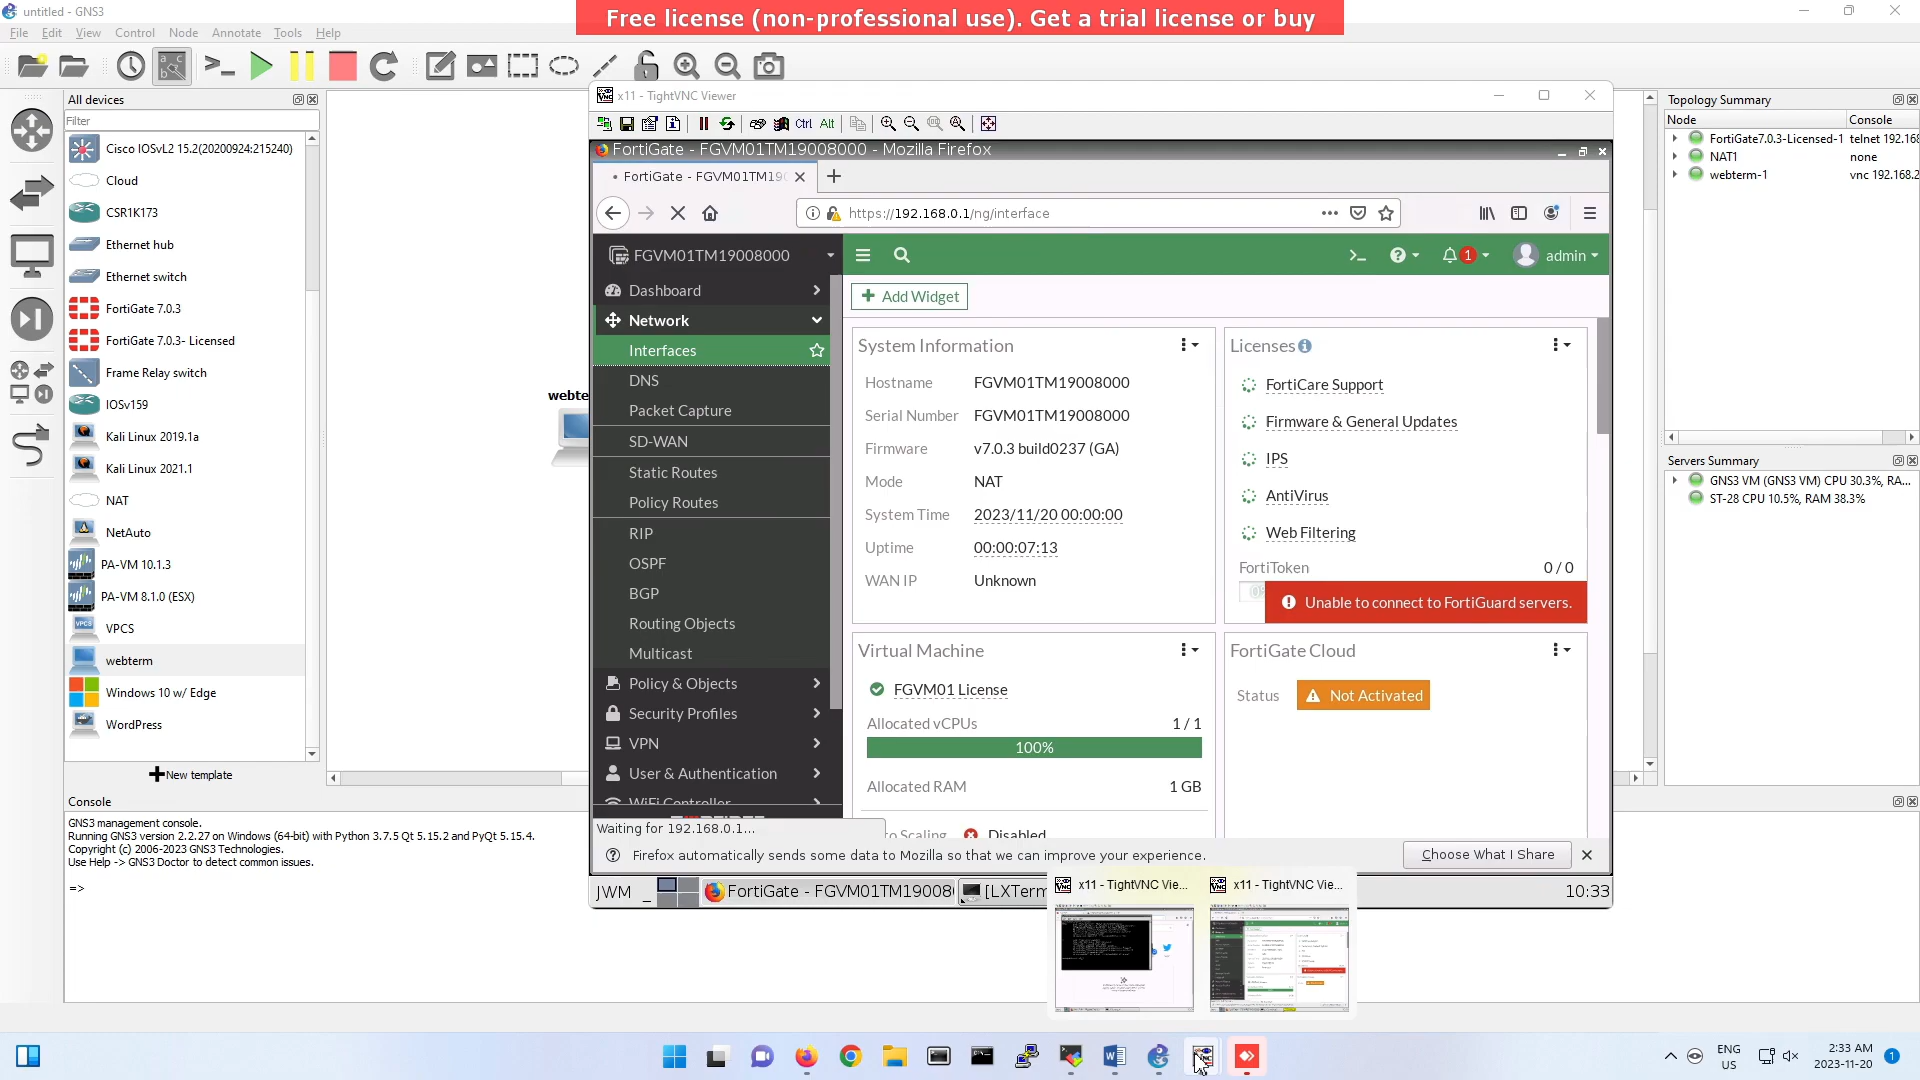 untitled - GNS3
Free license (non-professional use). Get a trial license or buy
File Edit View Control Node Annotate Tools Help
All devices
Filter
Cisco IOSvL2 15.2(20200924:215240)
Cloud
CSR1K173
Ethernet hub
Ethernet switch
FortiGate 7.0.3
FortiGate 7.0.3- Licensed
Frame Relay switch
IOSv159
Kali Linux 2019.1a
Kali Linux 2021.1
NAT
NetAuto
PA-VM 10.1.3
PA-VM 8.1.0 (ESX)
VPCS
webterm
Windows 10 w/ Edge
WordPress
New template
webte
x11 - TightVNC Viewer
Ctrl Alt
FortiGate - FGVM01TM19008000 - Mozilla Firefox
FortiGate - FGVM01TM190
https://192.168.0.1/ng/interface
FGVM01TM19008000
1 admin
Dashboard
Network
Interfaces
DNS
Packet Capture
SD-WAN
Static Routes
Policy Routes
RIP
OSPF
BGP
Routing Objects
Multicast
Policy & Objects
Security Profiles
VPN
User & Authentication
WiFi Controller
Waiting for 192.168.0.1...
Add Widget
System Information
Hostname FGVM01TM19008000
Serial Number FGVM01TM19008000
Firmware v7.0.3 build0237 (GA)
Mode NAT
System Time 2023/11/20 00:00:00
Uptime 00:00:07:13
WAN IP Unknown
Licenses
FortiCare Support
Firmware & General Updates
IPS
AntiVirus
Web Filtering
FortiToken 0 / 0
Unable to connect to FortiGuard servers.
Virtual Machine
FGVM01 License
Allocated vCPUs 1 / 1
100%
Allocated RAM 1 GB
to Scaling Disabled
FortiGate Cloud
Status Not Activated
Firefox automatically sends some data to Mozilla so that we can improve your experience.
Choose What I Share
JWM
FortiGate - FGVM01TM19008
[LXTerm
10:33
x11 - TightVNC Vie...
x11 - TightVNC Vie...
Topology Summary
Node Console
FortiGate7.0.3-Licensed-1 telnet 192.168
NAT1 none
webterm-1 vnc 192.168.2
Servers Summary
GNS3 VM (GNS3 VM) CPU 30.3%, RA...
ST-28 CPU 10.5%, RAM 38.3%
Console
GNS3 management console.
Running GNS3 version 2.2.27 on Windows (64-bit) with Python 3.7.5 Qt 5.15.2 and PyQt 5.15.4.
Copyright (c) 2006-2023 GNS3 Technologies.
Use Help -> GNS3 Doctor to detect common issues.
=>
ENG
US
2:33 AM
2023-11-20
1